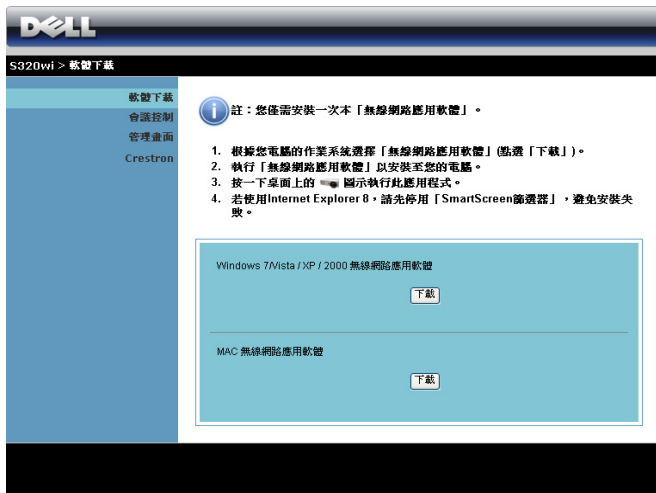 DELL
S320wi > 軟體下載
軟體下載
會議控制
管理畫面
Crestron
註：您僅需安裝一次本「無線網路應用軟體」。
1. 根據您電腦的作業系統選擇「無線網路應用軟體」(點選「下載」)。
2. 執行「無線網路應用軟體」以安裝至您的電腦。
3. 按一下桌面上的 圖示執行此應用程式。
4. 若使用Internet Explorer 8，請先停用「SmartScreen篩選器」，避免安裝失
敗。
Windows 7/Vista / XP / 2000 無線網路應用軟體
下載
MAC 無線網路應用軟體
下載